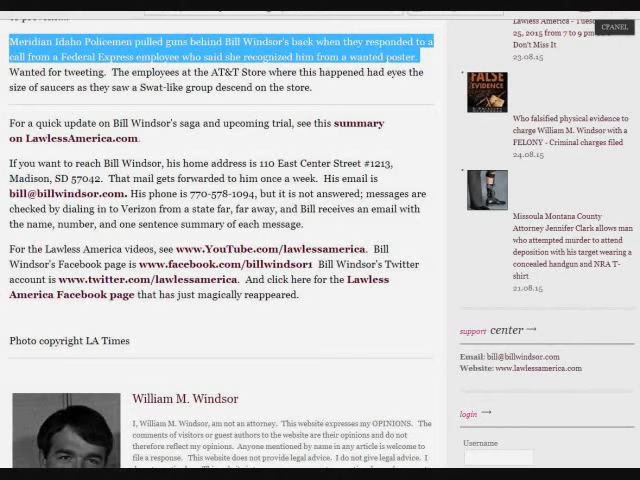 CPANEL
Meridian Idaho Policemen pulled guns behind Bill Windsor's back when they responded to a
call from a Federal Express employee who said she recognized him from a wanted poster.
Wanted for tweeting. The employees at the AT&T Store where this happened had eyes the
size of saucers as they saw a Swat-like group descend on the store.
For a quick update on Bill Windsor's saga and upcoming trial, see this summary
on LawlessAmerica.com.
If you want to reach Bill Windsor, his home address is 110 East Center Street #1213,
Madison, SD 57042. That mail gets forwarded to him once a week. His email is
bill@billwindsor.com. His phone is 770-578-1094, but it is not answered; messages are
checked by dialing in to Verizon from a state far, far away, and Bill receives an email with
the name, number, and one sentence summary of each message.
For the Lawless America videos, see www.YouTube.com/lawlessamerica. Bill
Windsor's Facebook page is www.facebook.com/billwindsor1 Bill Windsor's Twitter
account is www.twitter.com/lawlessamerica. And click here for the Lawless
America Facebook page that has just magically reappeared.
Photo copyright LA Times
William M. Windsor
I, William M. Windsor, am not an attorney. This website expresses my OPINIONS. The
comments of visitors or guest authors to the website are their opinions and do not
therefore reflect my opinions. Anyone mentioned by name in any article is welcome to
file a response. This website does not provide legal advice. I do not give legal advice. I
Lawless America - Tues
25, 2015 from 7 to 9 pm
Don't Miss It
23.08.15
FALSE
EVIDENCE
Who falsified physical evidence to
charge William M. Windsor with a
FELONY - Criminal charges filed
24.08.15
Missoula Montana County
Attorney Jennifer Clark allows man
who attempted murder to attend
deposition with his target wearing a
concealed handgun and NRA T-
shirt
21.08.15
support center →
Email: bill@billwindsor.com
Website: www.lawlessamerica.com
login →
Username